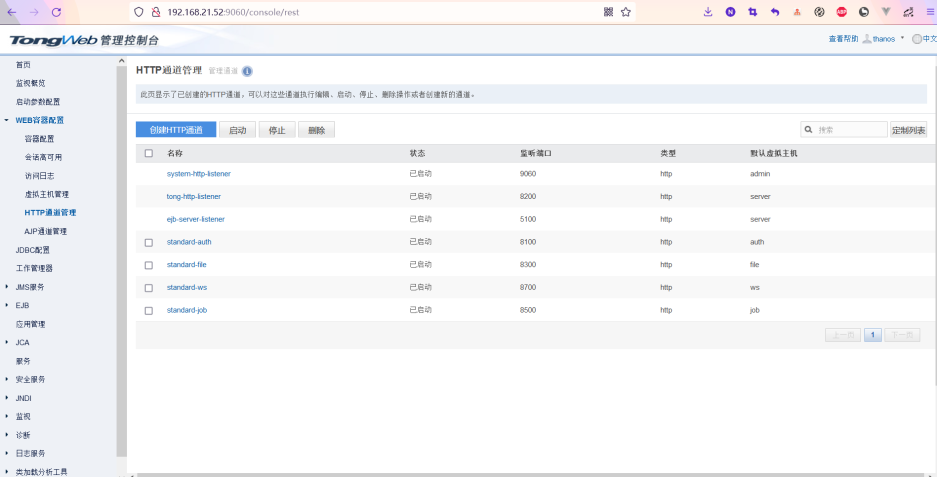 192.168.21.52:9060/console/rest
TongWeb 管理控制台
查看帮助 thanos 中文
首页
监视概览
启动参数配置
WEB容器配置
容器配置
会话高可用
访问日志
虚拟主机管理
HTTP通道管理
AJP通道管理
JDBC配置
工作管理器
JMS服务
EJB
应用管理
JCA
服务
安全服务
JNDI
监视
诊断
日志服务
类加载分析工具
HTTP通道管理 管理通道
此页显示了已创建的HTTP通道，可以对这些通道执行编辑、启动、停止、删除操作或者创建新的通道。
创建HTTP通道 启动 停止 删除 搜索 定制列表
名称 状态 监听端口 类型 默认虚拟主机
system-http-listener 已启动 9060 http admin
tong-http-listener 已启动 8200 http server
ejb-server-listener 已启动 5100 http server
standard-auth 已启动 8100 http auth
standard-file 已启动 8300 http file
standard-ws 已启动 8700 http ws
standard-job 已启动 8500 http job
上一页 1 下一页